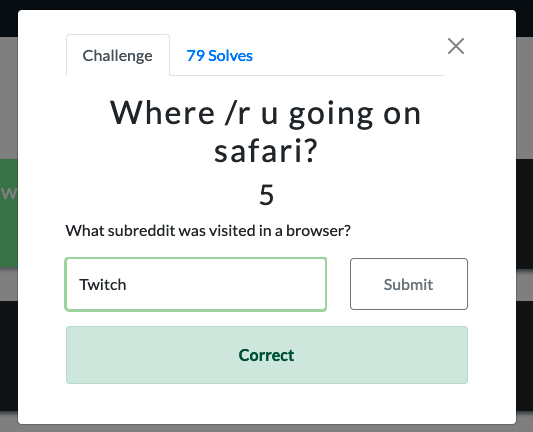 Challenge
79 Solves
Where /r u going on
safari?
5
What subreddit was visited in a browser?
Twitch
Submit
Correct
W